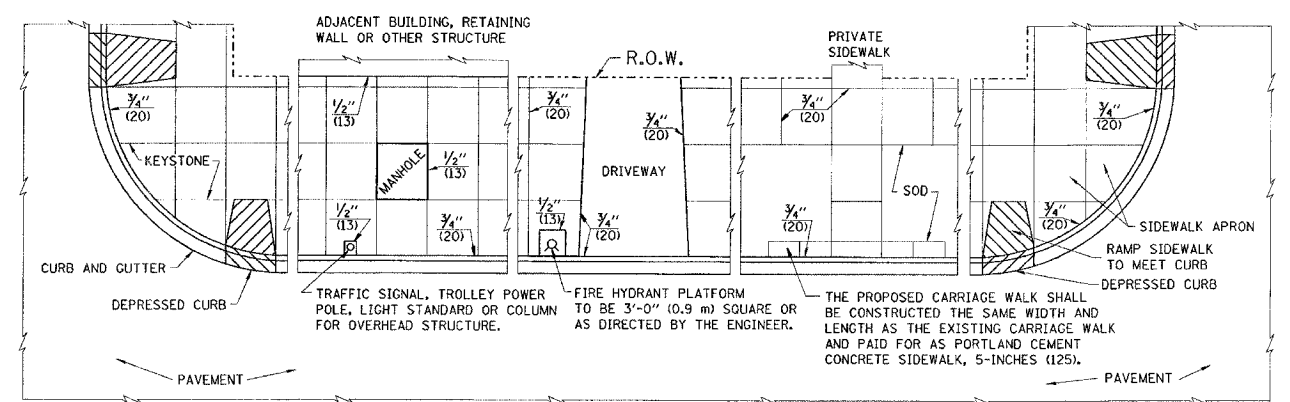 ADJACENT BUILDING, RETAINING
WALL OR OTHER STRUCTURE
R.O.W.
PRIVATE
SIDEWALK
3/4"
(20)
1/2"
(13)
3/4"
(20)
3/4"
(20)
3/4"
(20)
3/4"
(20)
KEYSTONE
MANHOLE
1/2"
(13)
DRIVEWAY
SOD
1/2"
(13)
3/4"
(20)
1/2"
(13)
3/4"
(20)
3/4"
(20)
3/4"
(20)
SIDEWALK APRON
RAMP SIDEWALK
TO MEET CURB
DEPRESSED CURB
CURB AND GUTTER
DEPRESSED CURB
TRAFFIC SIGNAL, TROLLEY POWER
POLE, LIGHT STANDARD OR COLUMN
FOR OVERHEAD STRUCTURE.
FIRE HYDRANT PLATFORM
TO BE 3'-0" (0.9 m) SQUARE OR
AS DIRECTED BY THE ENGINEER.
THE PROPOSED CARRIAGE WALK SHALL
BE CONSTRUCTED THE SAME WIDTH AND
LENGTH AS THE EXISTING CARRIAGE WALK
AND PAID FOR AS PORTLAND CEMENT
CONCRETE SIDEWALK, 5-INCHES (125).
PAVEMENT
PAVEMENT